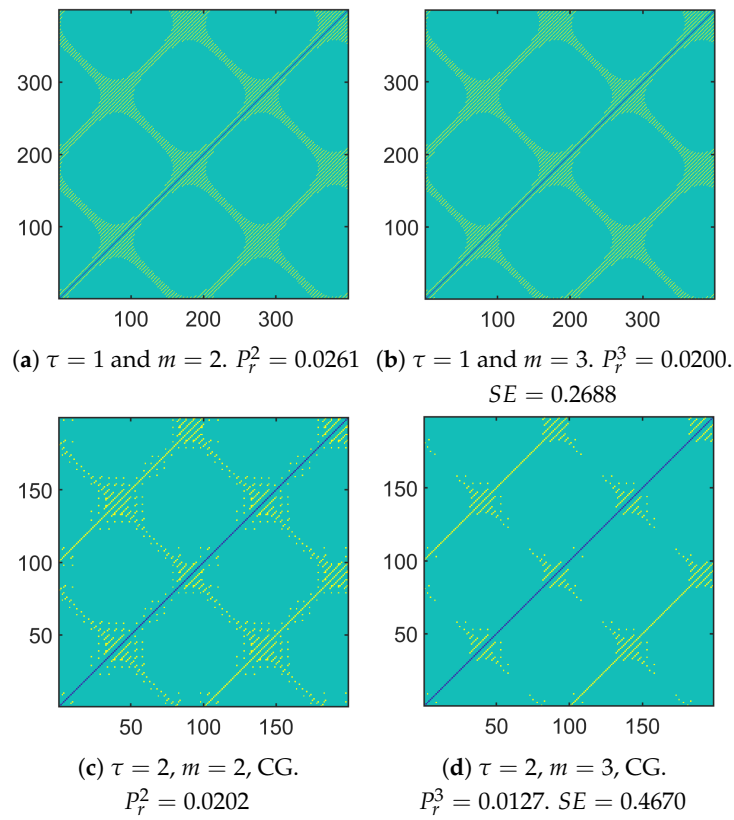 300
200
100
100 200 300
300
200
100
100 200 300
(a) τ = 1 and m = 2. P_r^2 = 0.0261
(b) τ = 1 and m = 3. P_r^3 = 0.0200.
SE = 0.2688
150
100
50
50 100 150
150
100
50
50 100 150
(c) τ = 2, m = 2, CG.
P_r^2 = 0.0202
(d) τ = 2, m = 3, CG.
P_r^3 = 0.0127. SE = 0.4670